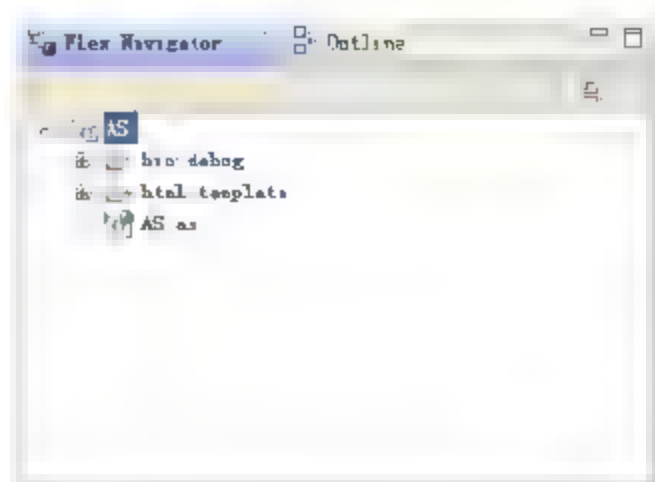 Flex Navigator Outline
AS
bin-debug
html-template
AS.as